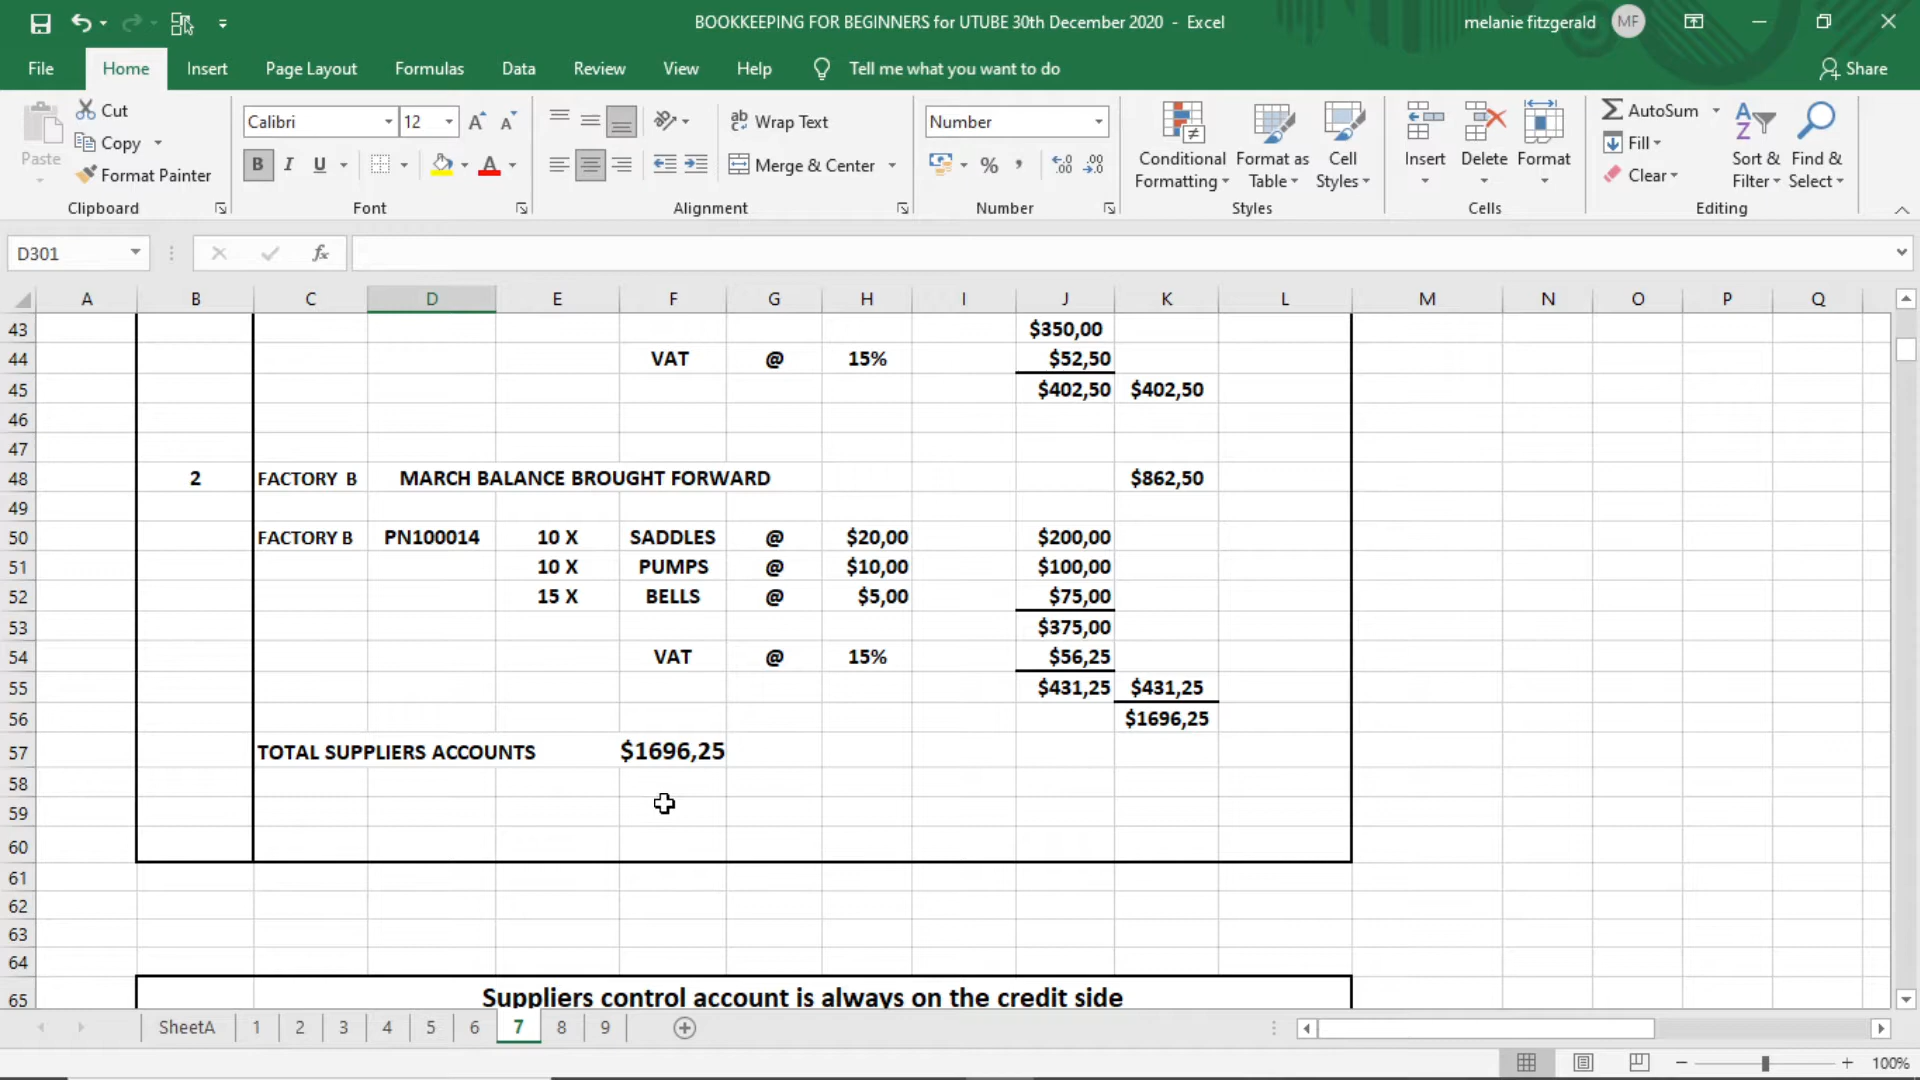 BOOKKEEPING FOR BEGINNERS for UTUBE 30th December 2020 - Excel
melanie fitzgerald MF
File Home Insert Page Layout Formulas Data Review View Help Tell me what you want to do Share
Paste Cut Copy Format Painter
Clipboard
Calibri 12 A A
B I U A
Font
ab Wrap Text
Merge & Center
Alignment
Number
% ,
Number
Conditional Formatting
Format as Table
Cell Styles
Styles
Insert Delete Format
Cells
AutoSum
Fill
Clear
Sort & Filter
Find & Select
Editing
D301 fx
A B C D E F G H I J K L M N O P Q
43 $350,00
44 VAT @ 15% $52,50
45 $402,50 $402,50
46
47
48 2 FACTORY B MARCH BALANCE BROUGHT FORWARD $862,50
49
50 FACTORY B PN100014 10 X SADDLES @ $20,00 $200,00
51 10 X PUMPS @ $10,00 $100,00
52 15 X BELLS @ $5,00 $75,00
53 $375,00
54 VAT @ 15% $56,25
55 $431,25 $431,25
56 $1696,25
57 TOTAL SUPPLIERS ACCOUNTS $1696,25
58
59
60
61
62
63
64
65 Suppliers control account is always on the credit side
SheetA 1 2 3 4 5 6 7 8 9
100%